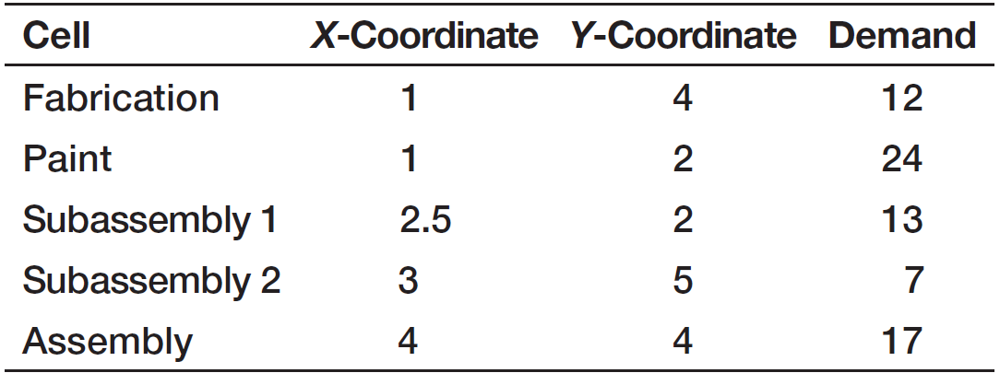 Cell X-Coordinate Y-Coordinate Demand
Fabrication 1 4 12
Paint 1 2 24
Subassembly 1 2.5 2 13
Subassembly 2 3 5 7
Assembly 4 4 17